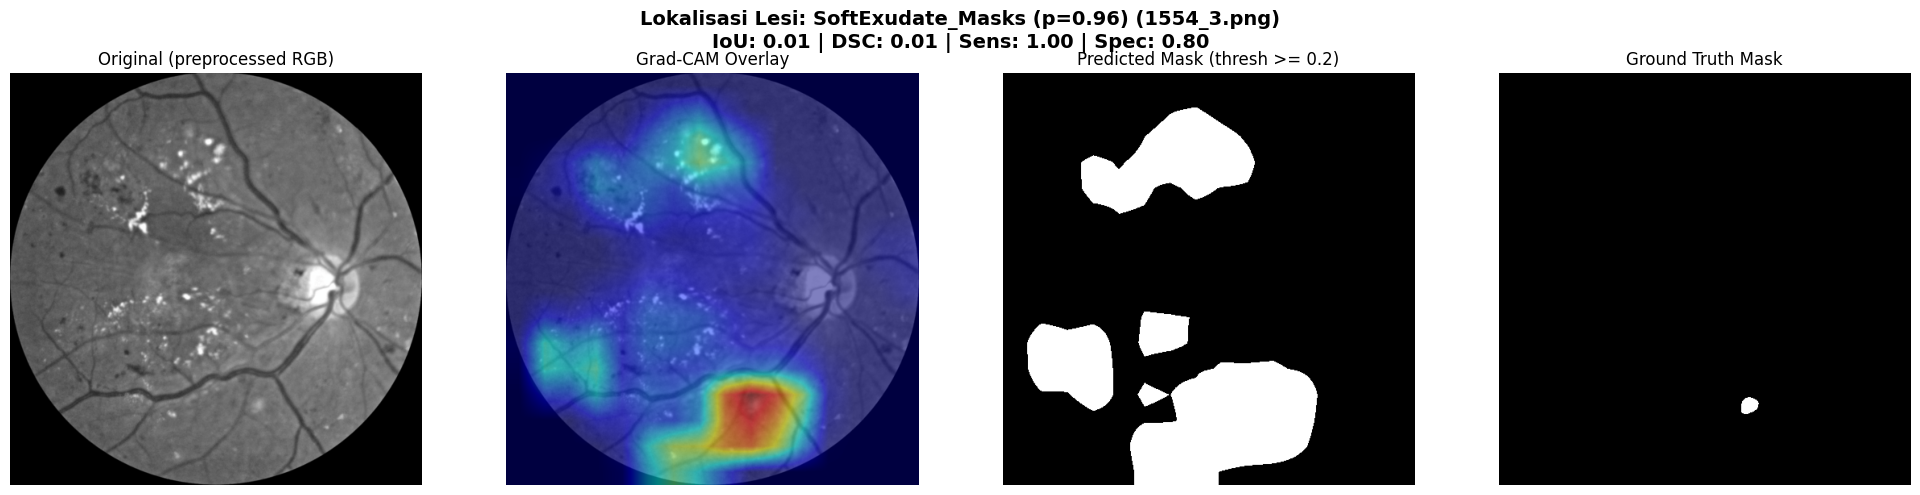 Lokalisasi Lesi: SoftExudate_Masks (p=0.96) (1554_3.png)
IoU: 0.01 | DSC: 0.01 | Sens: 1.00 | Spec: 0.80
Original (preprocessed RGB)
Grad-CAM Overlay
Predicted Mask (thresh >= 0.2)
Ground Truth Mask